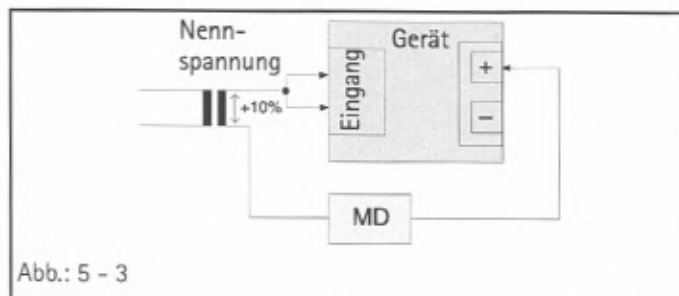 Nenn-
spannung
Gerät
Eingang
+
+10%
−
MD
Abb.: 5 - 3